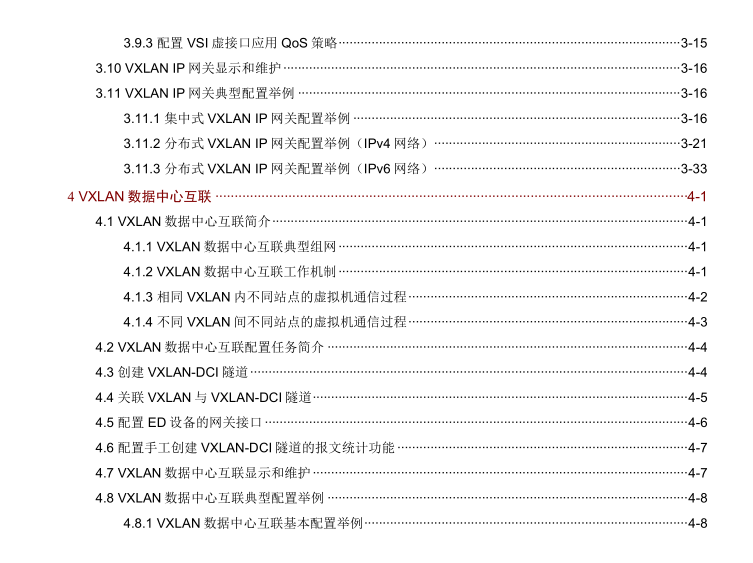 3.9.3 配置 VSI 虚接口应用 QoS 策略 3-15
3.10 VXLAN IP 网关显示和维护 3-16
3.11 VXLAN IP 网关典型配置举例 3-16
3.11.1 集中式 VXLAN IP 网关配置举例 3-16
3.11.2 分布式 VXLAN IP 网关配置举例（IPv4 网络） 3-21
3.11.3 分布式 VXLAN IP 网关配置举例（IPv6 网络） 3-33
4 VXLAN 数据中心互联 4-1
4.1 VXLAN 数据中心互联简介 4-1
4.1.1 VXLAN 数据中心互联典型组网 4-1
4.1.2 VXLAN 数据中心互联工作机制 4-1
4.1.3 相同 VXLAN 内不同站点的虚拟机通信过程 4-2
4.1.4 不同 VXLAN 间不同站点的虚拟机通信过程 4-3
4.2 VXLAN 数据中心互联配置任务简介 4-4
4.3 创建 VXLAN-DCI 隧道 4-4
4.4 关联 VXLAN 与 VXLAN-DCI 隧道 4-5
4.5 配置 ED 设备的网关接口 4-6
4.6 配置手工创建 VXLAN-DCI 隧道的报文统计功能 4-7
4.7 VXLAN 数据中心互联显示和维护 4-7
4.8 VXLAN 数据中心互联典型配置举例 4-8
4.8.1 VXLAN 数据中心互联基本配置举例 4-8